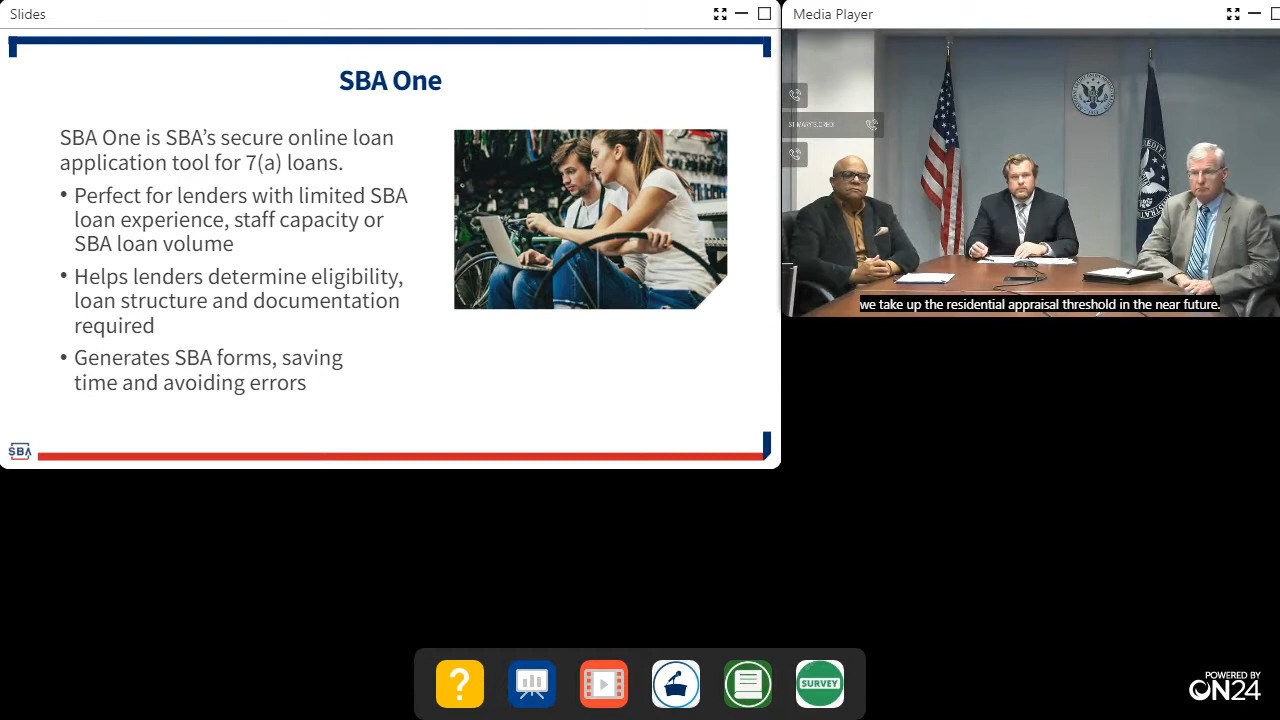 Slides
SBA One
SBA One is SBA’s secure online loan
application tool for 7(a) loans.
• Perfect for lenders with limited SBA
loan experience, staff capacity or
SBA loan volume
• Helps lenders determine eligibility,
loan structure and documentation
required
• Generates SBA forms, saving
time and avoiding errors
SBA
Media Player
we take up the residential appraisal threshold in the near future.
?
SURVEY
POWERED BY
ON24